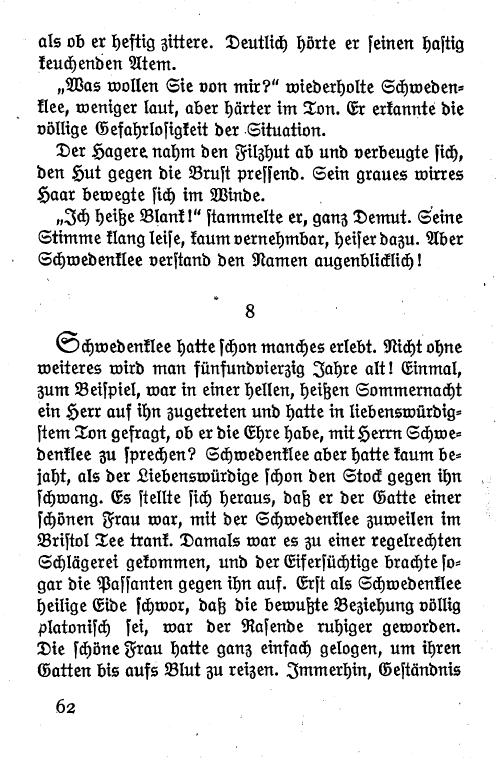 als ob er heftig zittere. Deutlich hörte er seinen hastig
keuchenden Atem.
„Was wollen Sie von mir?“ wiederholte Schweden-
klee, weniger laut, aber härter im Ton. Er erkannte die
völlige Gefahrlosigkeit der Situation.
Der Hagere nahm den Filzhut ab und verbeugte sich,
den Hut gegen die Brust pressend. Sein graues wirres
Haar bewegte sich im Winde.
„Ich heiße Blank!“ stammelte er, ganz Demut. Seine
Stimme klang leise, kaum vernehmbar, heiser dazu. Aber
Schwedenklee verstand den Namen augenblicklich!
8
Schwedenklee hatte schon manches erlebt. Nicht ohne
weiteres wird man fünfundvierzig Jahre alt! Einmal,
zum Beispiel, war in einer hellen, heißen Sommernacht
ein Herr auf ihn zugetreten und hatte in liebenswürdig-
stem Ton gefragt, ob er die Ehre habe, mit Herrn Schwe-
denklee zu sprechen? Schwedenklee aber hatte kaum be-
jaht, als der Liebenswürdige schon den Stock gegen ihn
schwang. Es stellte sich heraus, daß er der Gatte einer
schönen Frau war, mit der Schwedenklee zuweilen im
Bristol Tee trank. Damals war es zu einer regelrechten
Schlägerei gekommen, und der Eifersüchtige brachte so-
gar die Passanten gegen ihn auf. Erst als Schwedenklee
heilige Eide schwor, daß die bewußte Beziehung völlig
platonisch sei, war der Rasende ruhiger geworden.
Die schöne Frau hatte ganz einfach gelogen, um ihren
Gatten bis aufs Blut zu reizen. Immerhin, Geständnis
62